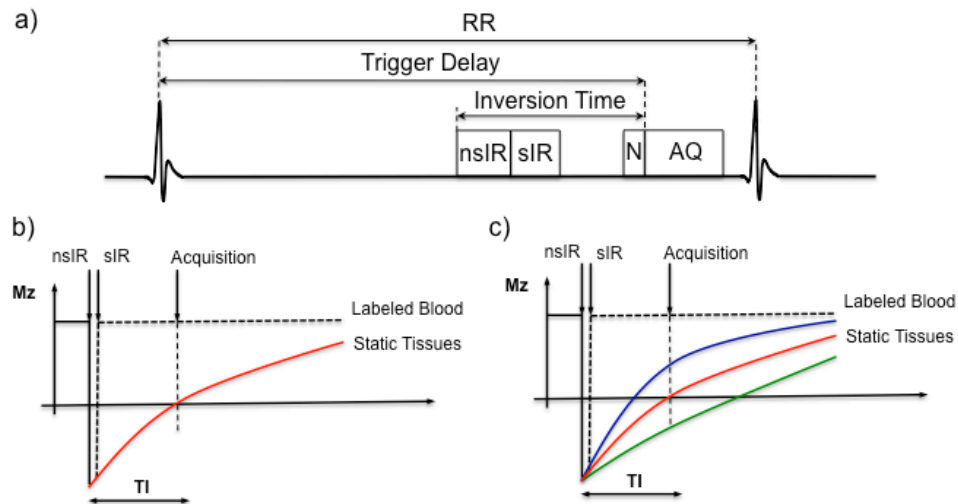 a)
RR
Trigger Delay
Inversion Time
nsIR sIR N AQ
b)
nsIR sIR Acquisition
Mz
Labeled Blood
Static Tissues
TI
c)
nsIR sIR Acquisition
Mz
Labeled Blood
Static Tissues
TI